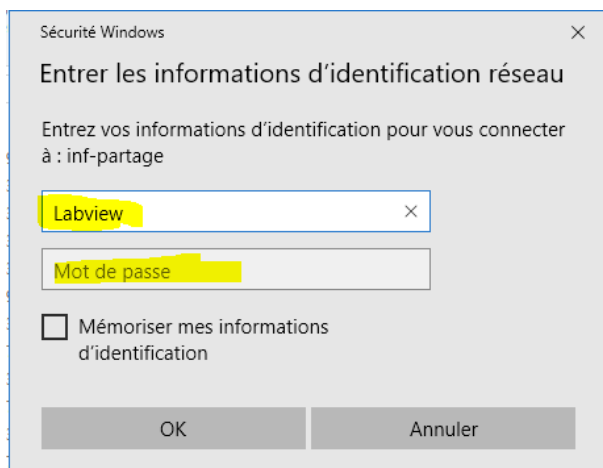 Sécurité Windows
Entrer les informations d'identification réseau
Entrez vos informations d'identification pour vous connecter
à : inf-partage
Labview
Mot de passe
Mémoriser mes informations
d'identification
OK Annuler